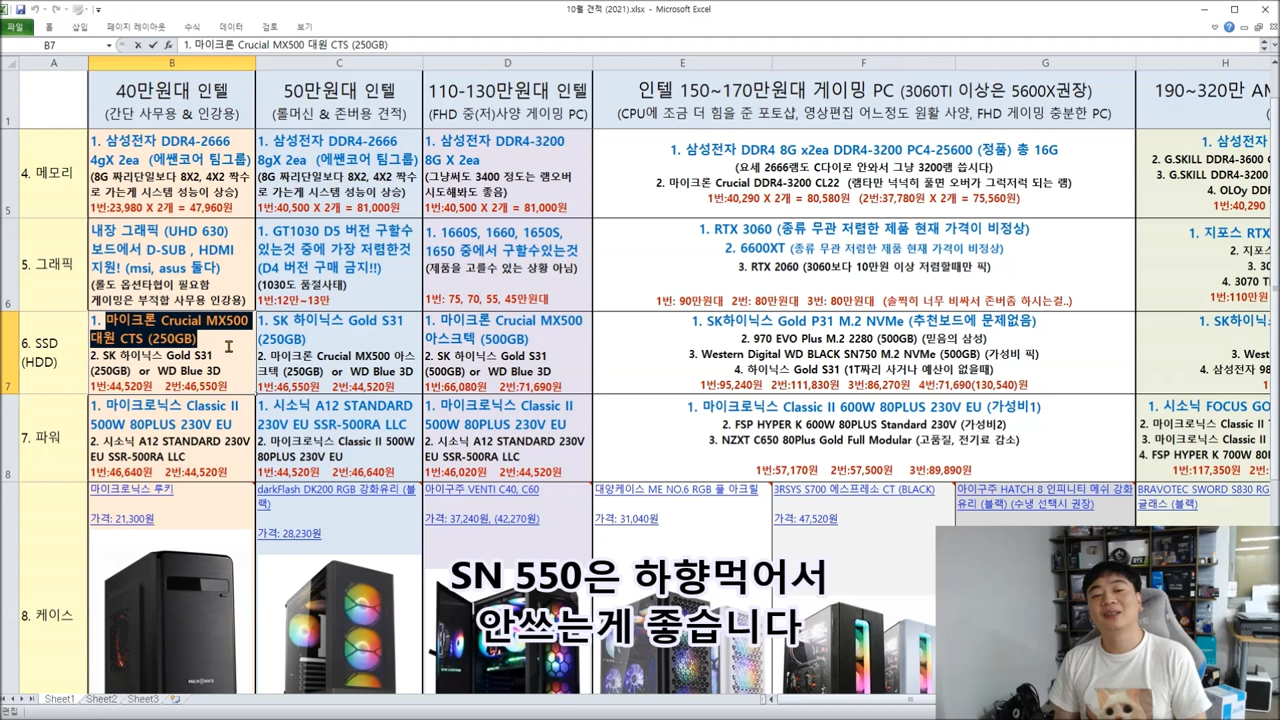 10월 견적 (2021).xlsx - Microsoft Excel
파일 홈 삽입 페이지 레이아웃 수식 데이터 검토 보기
B7 fx 1. 마이크론 Crucial MX500 대원 CTS (250GB)
A B C D E F G H
1
40만원대 인텔
(간단 사무용 & 인강용)
50만원대 인텔
(롤머신 & 존버용 견적)
110-130만원대 인텔
(FHD 중(저)사양 게이밍 PC)
인텔 150~170만원대 게이밍 PC (3060TI 이상은 5600X권장)
(CPU에 조금 더 힘을 준 포토샵, 영상편집 어느정도 원활 사양, FHD 게이밍 충분한 PC)
190~320만 AM
5
4. 메모리
1. 삼성전자 DDR4-2666
4gX 2ea (에쎈코어 팀그룹)
(8G 짜리단일보다 8X2, 4X2 짝수
로 가는게 시스템 성능이 상승)
1번:23,980 X 2개 = 47,960원
1. 삼성전자 DDR4-2666
8gX 2ea (에쎈코어 팀그룹)
(8G 짜리단일보다 8X2, 4X2 짝수
로 가는게 시스템 성능이 상승)
1번:40,500 X 2개 = 81,000원
1. 삼성전자 DDR4-3200
8G X 2ea
(그냥써도 3400 정도는 램오버
시도해봐도 좋음)
1번:40,500 X 2개 = 81,000원
1. 삼성전자 DDR4 8G x2ea DDR4-3200 PC4-25600 (정품) 총 16G
(요세 2666램도 C다이로 안와서 그냥 3200램 씁시다)
2. 마이크론 Crucial DDR4-3200 CL22 (램타만 넉넉히 풀면 오버가 그럭저럭 되는 램)
1번:40,290 X 2개 = 80,580원 (2번:37,780원 X 2개 = 75,560원)
1. 삼성전자
2. G.SKILL DDR4-3600 C
3. G.SKILL DDR4-
4. OLOy DDR
1번:40,290
6
5. 그래픽
내장 그래픽 (UHD 630)
보드에서 D-SUB , HDMI
지원! (msi, asus 둘다)
(롤도 옵션타협이 필요함
게이밍은 부적합 사무용 인강용)
1. GT1030 D5 버전 구할수
있는것 중에 가장 저렴한것
(D4 버전 구매 금지!!)
(1030도 품절사태)
1번:12만~13만
1. 1660S, 1660, 1650S,
1650 중에서 구할수있는것
(제품을 고를수 있는 상황 아님)
1번: 75, 70, 55, 45만원대
1. RTX 3060 (종류 무관 저렴한 제품 현재 가격이 비정상)
2. 6600XT (종류 무관 저렴한 제품 현재 가격이 비정상)
3. RTX 2060 (3060보다 10만원 이상 저렴할때만 픽)
1번: 90만원대 2번: 80만원대 3번: 80만원대 (솔찍히 너무 비싸서 존버좀 하시는걸..)
1. 지포스 RTX
2. 지포
3. 30
4. 3070 T
1번:110만원
7
6. SSD
(HDD)
1. 마이크론 Crucial MX500
대원 CTS (250GB)
2. SK 하이닉스 Gold S31
(250GB) or WD Blue 3D
1번:44,520원 2번:46,550원
1. SK 하이닉스 Gold S31
(250GB)
2. 마이크론 Crucial MX500 아스
크텍 (250GB) or WD Blue 3D
1번:46,550원 2번:44,520원
1. 마이크론 Crucial MX500
아스크텍 (500GB)
2. SK 하이닉스 Gold S31
(500GB) or WD Blue 3D
1번:66,080원 2번:71,690원
1. SK하이닉스 Gold P31 M.2 NVMe (추천보드에 문제없음)
2. 970 EVO Plus M.2 2280 (500GB) (믿음의 삼성)
3. Western Digital WD BLACK SN750 M.2 NVMe (500GB) (가성비 픽)
4. 하이닉스 Gold S31 (1T짜리 사거나 예산이 없을때)
1번:95,240원 2번:111,830원 3번:86,270원 4번:71,690(130,540)원
1. SK하
3. Weste
4. 삼성전자 98
1번:
8
7. 파워
1. 마이크로닉스 Classic II
500W 80PLUS 230V EU
2. 시소닉 A12 STANDARD 230V
EU SSR-500RA LLC
1번:46,640원 2번:44,520원
1. 시소닉 A12 STANDARD
230V EU SSR-500RA LLC
2. 마이크로닉스 Classic II 500W
80PLUS 230V EU
1번:44,520원 2번:46,640원
1. 마이크로닉스 Classic II
500W 80PLUS 230V EU
2. 시소닉 A12 STANDARD 230V
EU SSR-500RA LLC
1번:46,020원 2번:44,520원
1. 마이크로닉스 Classic II 600W 80PLUS 230V EU (가성비1)
2. FSP HYPER K 600W 80PLUS Standard 230V (가성비2)
3. NZXT C650 80Plus Gold Full Modular (고품질, 전기료 감소)
1번:57,170원 2번:57,500원 3번:89,890원
1. 시소닉 FOCUS GO
2. 마이크로닉스 Classic II 7
3. 마이크로닉스 Classic II
4. FSP HYPER K 700W 80P
1번:117,350원 2번:
8. 케이스
마이크로닉스 루키
가격: 21,300원
darkFlash DK200 RGB 강화유리 (블
랙)
가격: 28,230원
아이구주 VENTI C40, C60
가격: 37,240원, (42,270원)
대양케이스 ME NO.6 RGB 풀 아크릴
가격: 31,040원
3RSYS S700 에스프레소 CT (BLACK)
가격: 47,520원
아이구주 HATCH 8 인피니티 메쉬 강화
유리 (블랙) (수냉 선택시 권장)
BRAVOTEC SWORD S830 RG
글래스 (블랙)
MICRONICS
SN 550은 하향먹어서
안쓰는게 좋습니다
Sheet1 Sheet2 Sheet3
편집